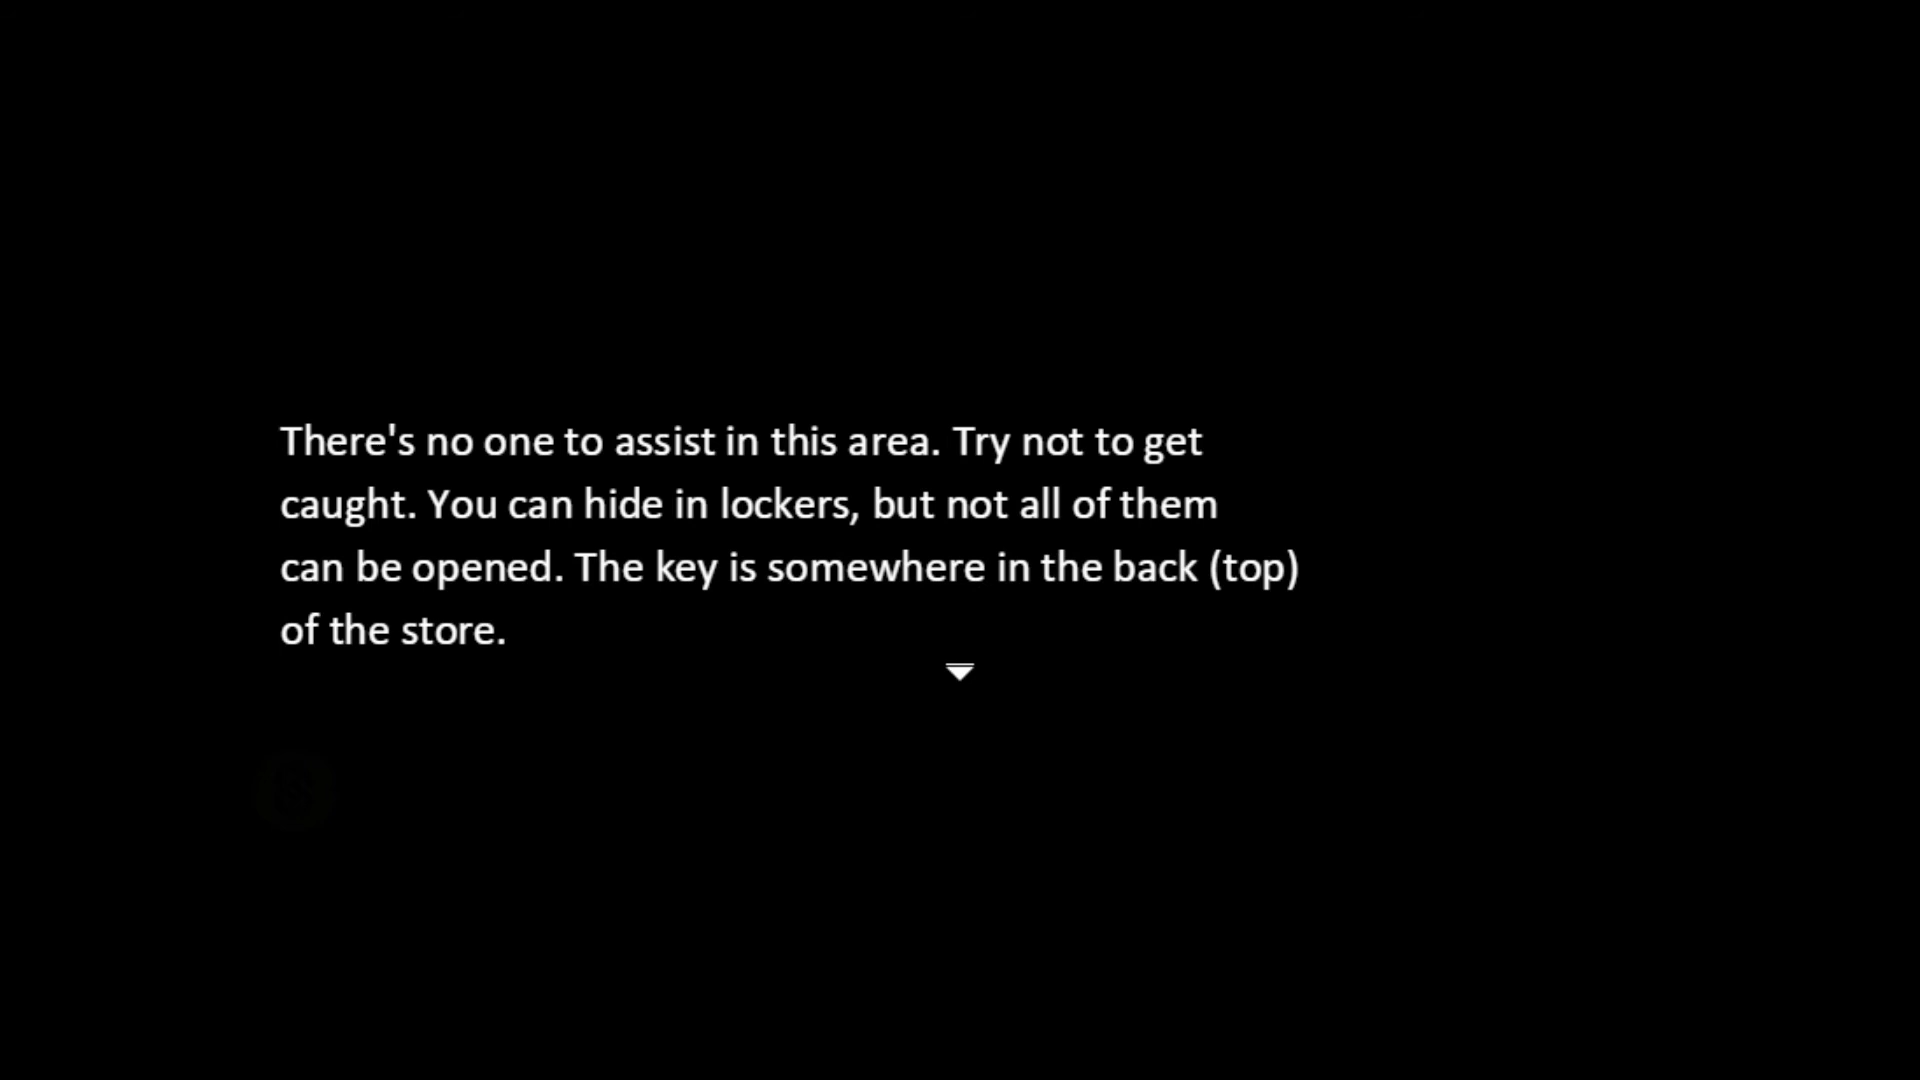 There's no one to assist in this area. Try not to get
caught. You can hide in lockers, but not all of them
can be opened. The key is somewhere in the back (top)
of the store.